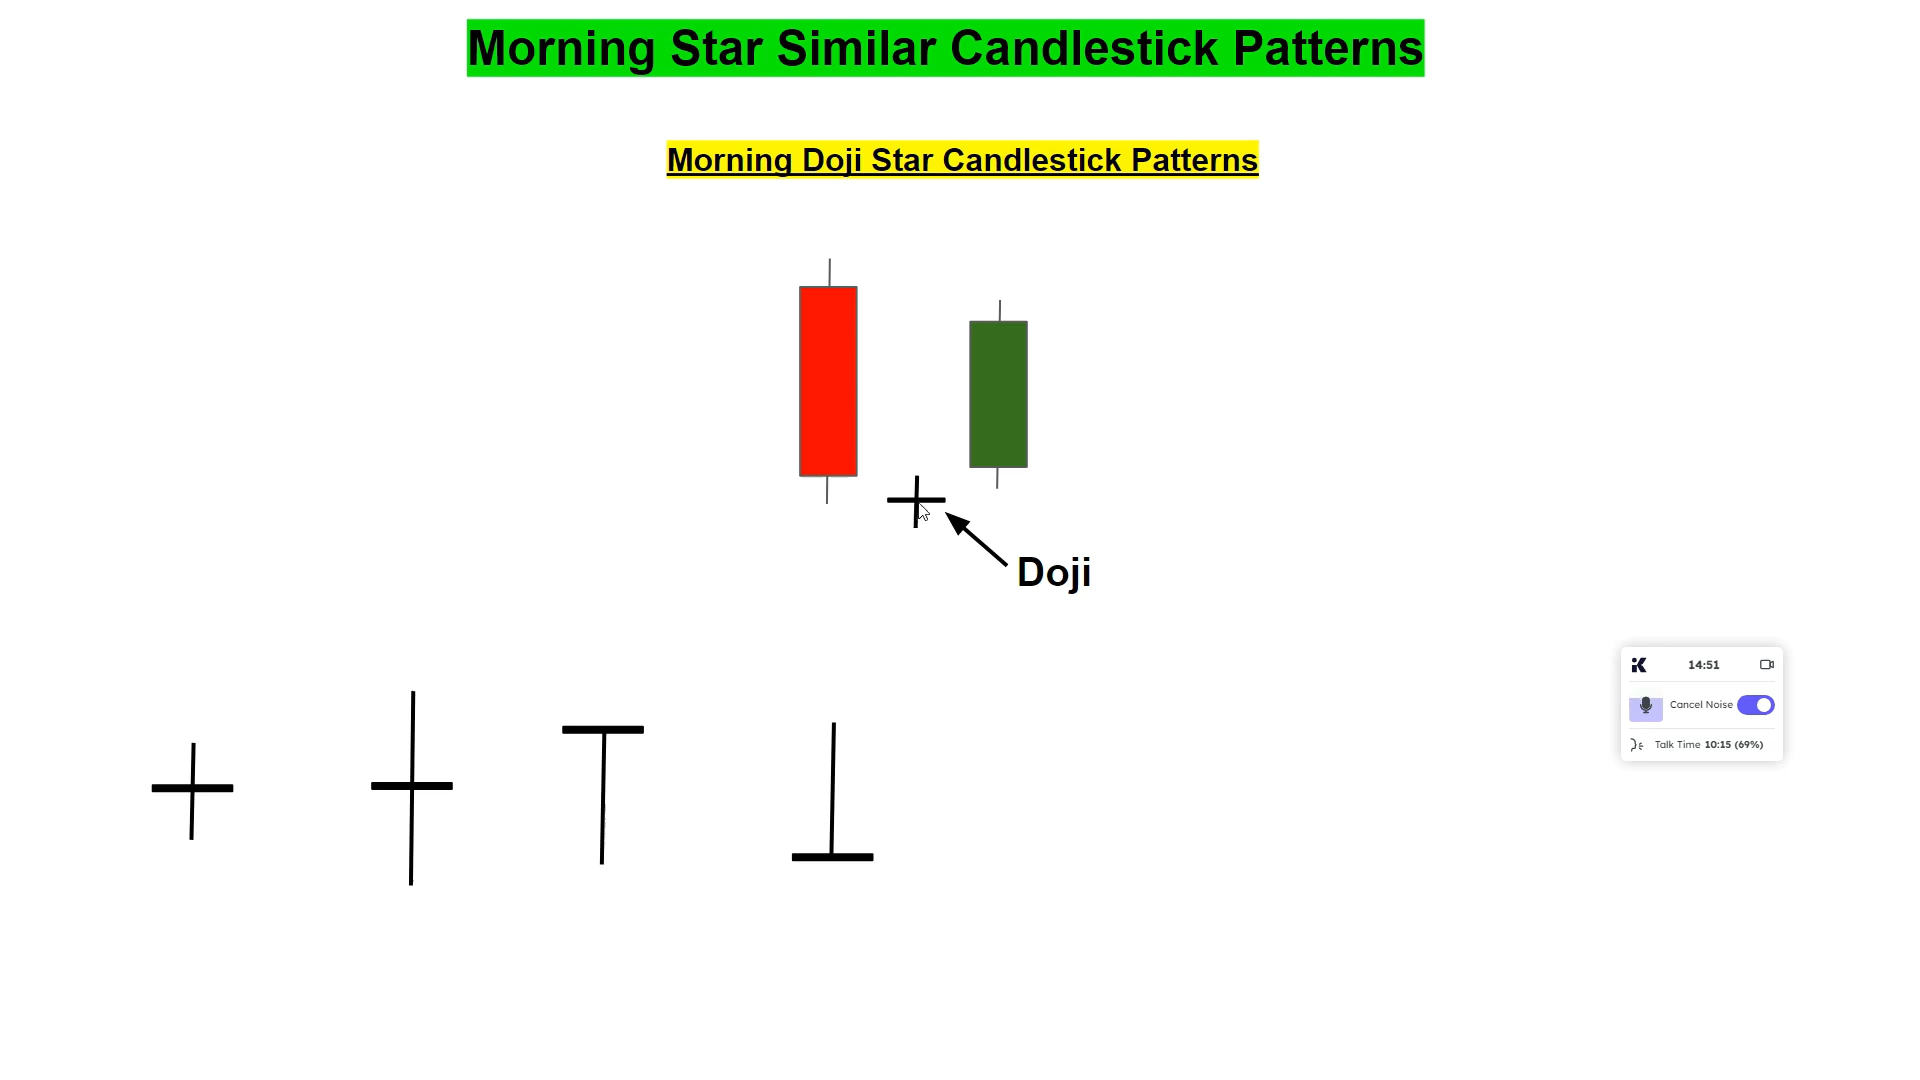 Morning Star Similar Candlestick Patterns
Morning Doji Star Candlestick Patterns
Doji
14:51
Cancel Noise
Talk Time 10:15 (69%)